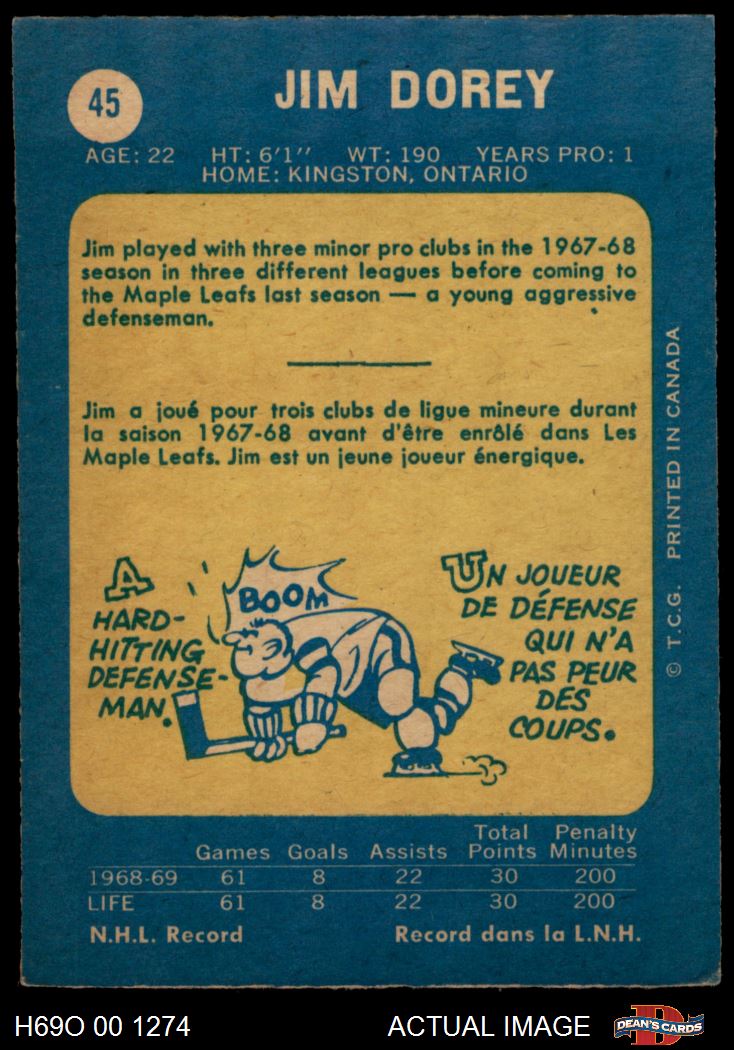 45
JIM DOREY
AGE: 22 HT: 6'1'' WT: 190 YEARS PRO: 1
HOME: KINGSTON, ONTARIO
Jim played with three minor pro clubs in the 1967-68
season in three different leagues before coming to
the Maple Leafs last season — a young aggressive
defenseman.
Jim a joué pour trois clubs de ligue mineure durant
la saison 1967-68 avant d'être enrôlé dans Les
Maple Leafs. Jim est un jeune joueur énergique.
A
HARD-
HITTING
DEFENSE-
MAN.
BOOM
UN JOUEUR
DE DÉFENSE
QUI N'A
PAS PEUR
DES
COUPS.
© T.C.G. PRINTED IN CANADA
Games Goals Assists Total Points Penalty Minutes
1968-69 61 8 22 30 200
LIFE 61 8 22 30 200
N.H.L. Record Record dans la L.N.H.
H69O 00 1274 ACTUAL IMAGE DEAN'S CARDS